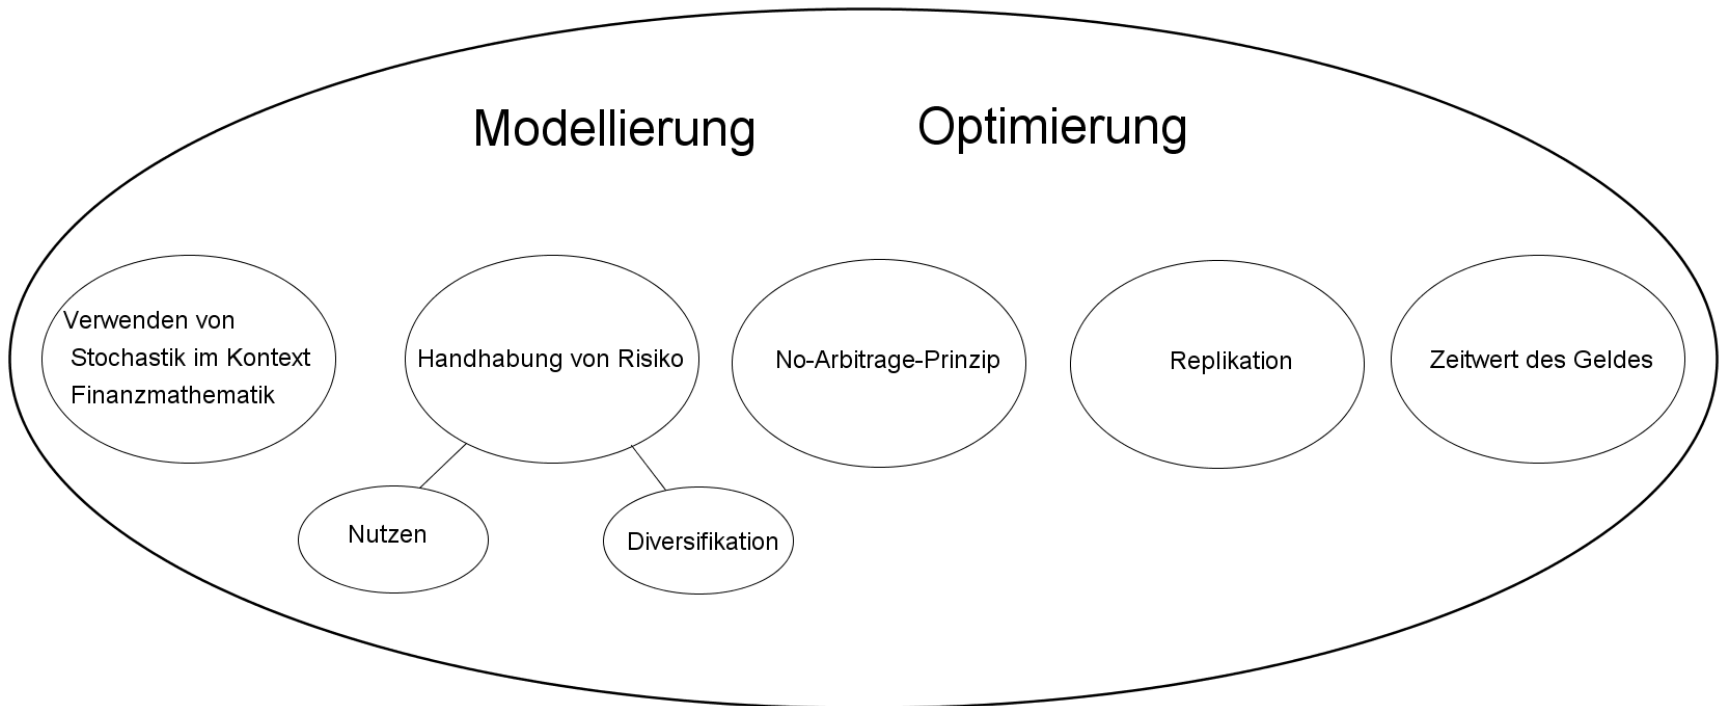 Modellierung
Optimierung
Verwenden von
Stochastik im Kontext
Finanzmathematik
Handhabung von Risiko
No-Arbitrage-Prinzip
Replikation
Zeitwert des Geldes
Nutzen
Diversifikation